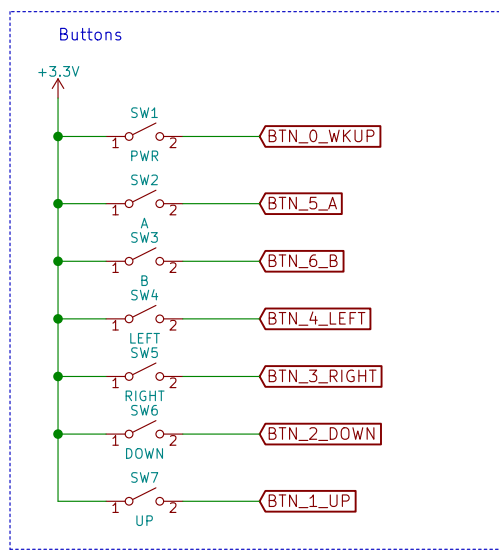 Buttons
+3.3V
SW1
1 2 BTN_0_WKUP
PWR
SW2
1 2 BTN_5_A
A
SW3
1 2 BTN_6_B
B
SW4
1 2 BTN_4_LEFT
LEFT
SW5
1 2 BTN_3_RIGHT
RIGHT
SW6
1 2 BTN_2_DOWN
DOWN
SW7
1 2 BTN_1_UP
UP